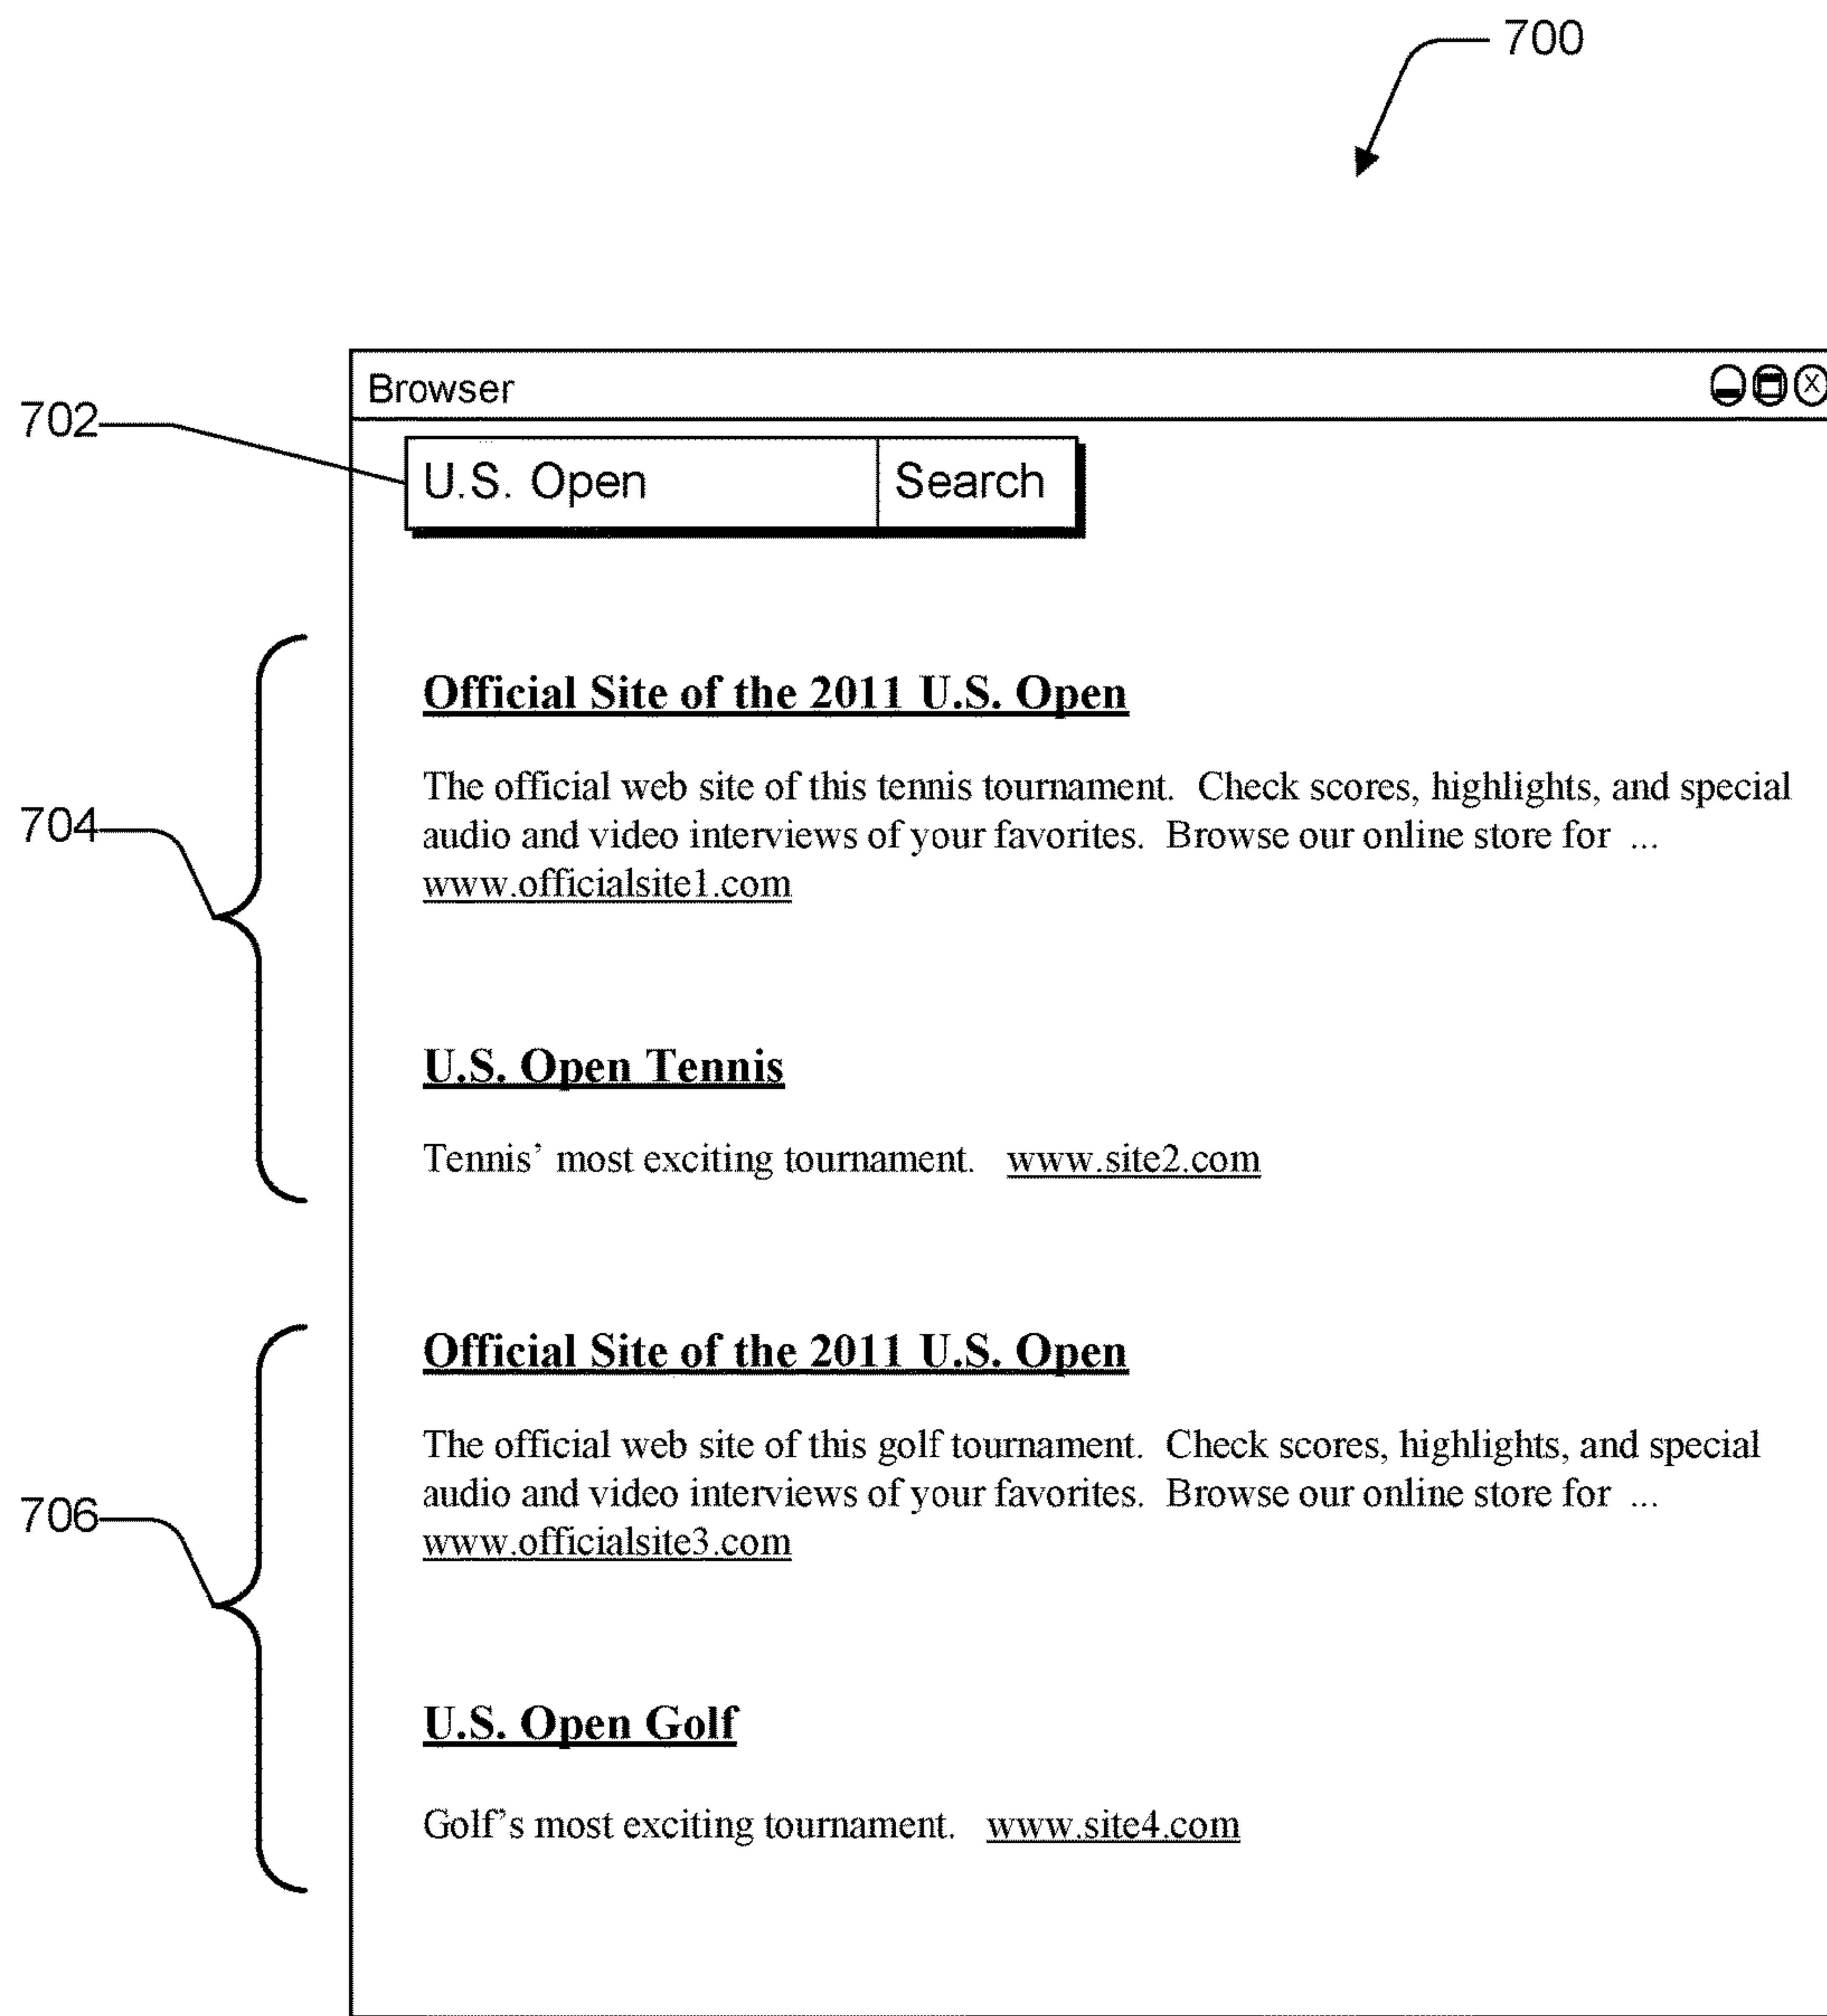 700
Browser
X
702
U.S. Open Search
Official Site of the 2011 U.S. Open
The official web site of this tennis tournament. Check scores, highlights, and special
704
audio and video interviews of your favorites. Browse our online store for ...
www.officialsite1.com
U.S. Open Tennis
Tennis’ most exciting tournament. www.site2.com
Official Site of the 2011 U.S. Open
The official web site of this golf tournament. Check scores, highlights, and special
audio and video interviews of your favorites. Browse our online store for ...
706
www.officialsite3.com
U.S. Open Golf
Golf’s most exciting tournament. www.site4.com